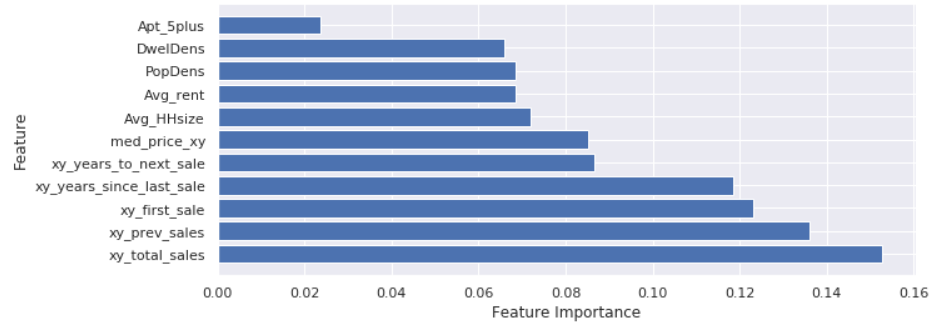 Apt_5plus
DwelDens
PopDens
Avg_rent
Avg_HHsize
med_price_xy
xy_years_to_next_sale
xy_years_since_last_sale
xy_first_sale
xy_prev_sales
xy_total_sales
Feature
0.00 0.02 0.04 0.06 0.08 0.10 0.12 0.14 0.16
Feature Importance